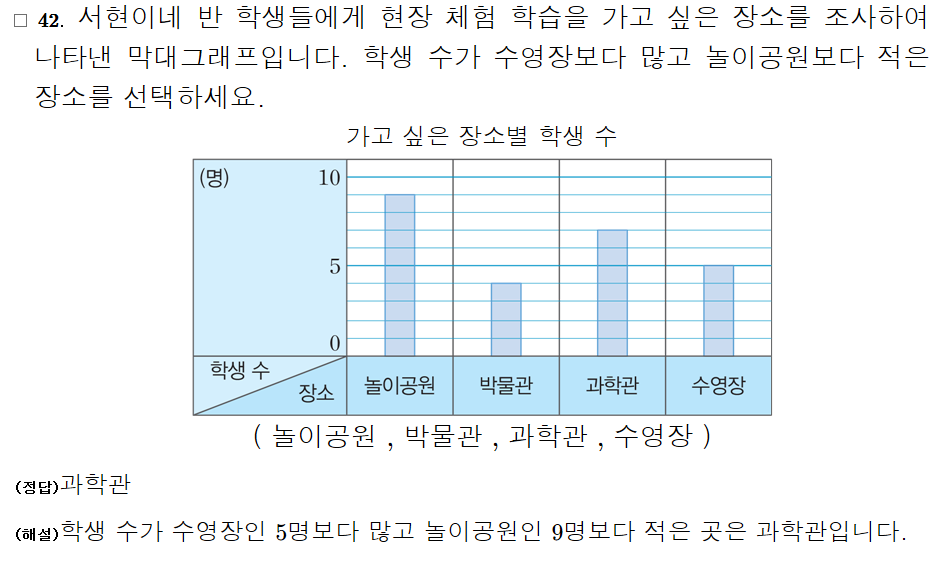 □ 42. 서현이네 반 학생들에게 현장 체험 학습을 가고 싶은 장소를 조사하여
나타낸 막대그래프입니다. 학생 수가 수영장보다 많고 놀이공원보다 적은
장소를 선택하세요.
가고 싶은 장소별 학생 수
(명) 10
5
0
학생 수
장소 놀이공원 박물관 과학관 수영장
( 놀이공원 , 박물관 , 과학관 , 수영장 )
(정답)과학관
(해설)학생 수가 수영장인 5명보다 많고 놀이공원인 9명보다 적은 곳은 과학관입니다.